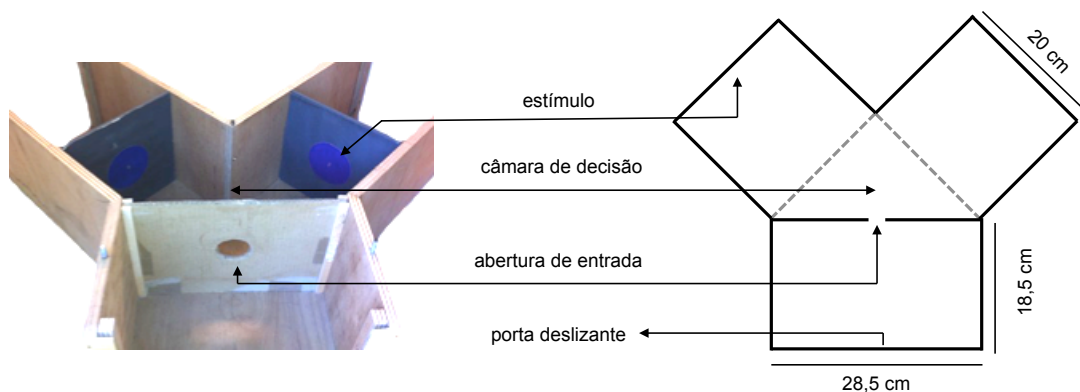 20 cm
estímulo
câmara de decisão
abertura de entrada
18,5 cm
porta deslizante
28,5 cm